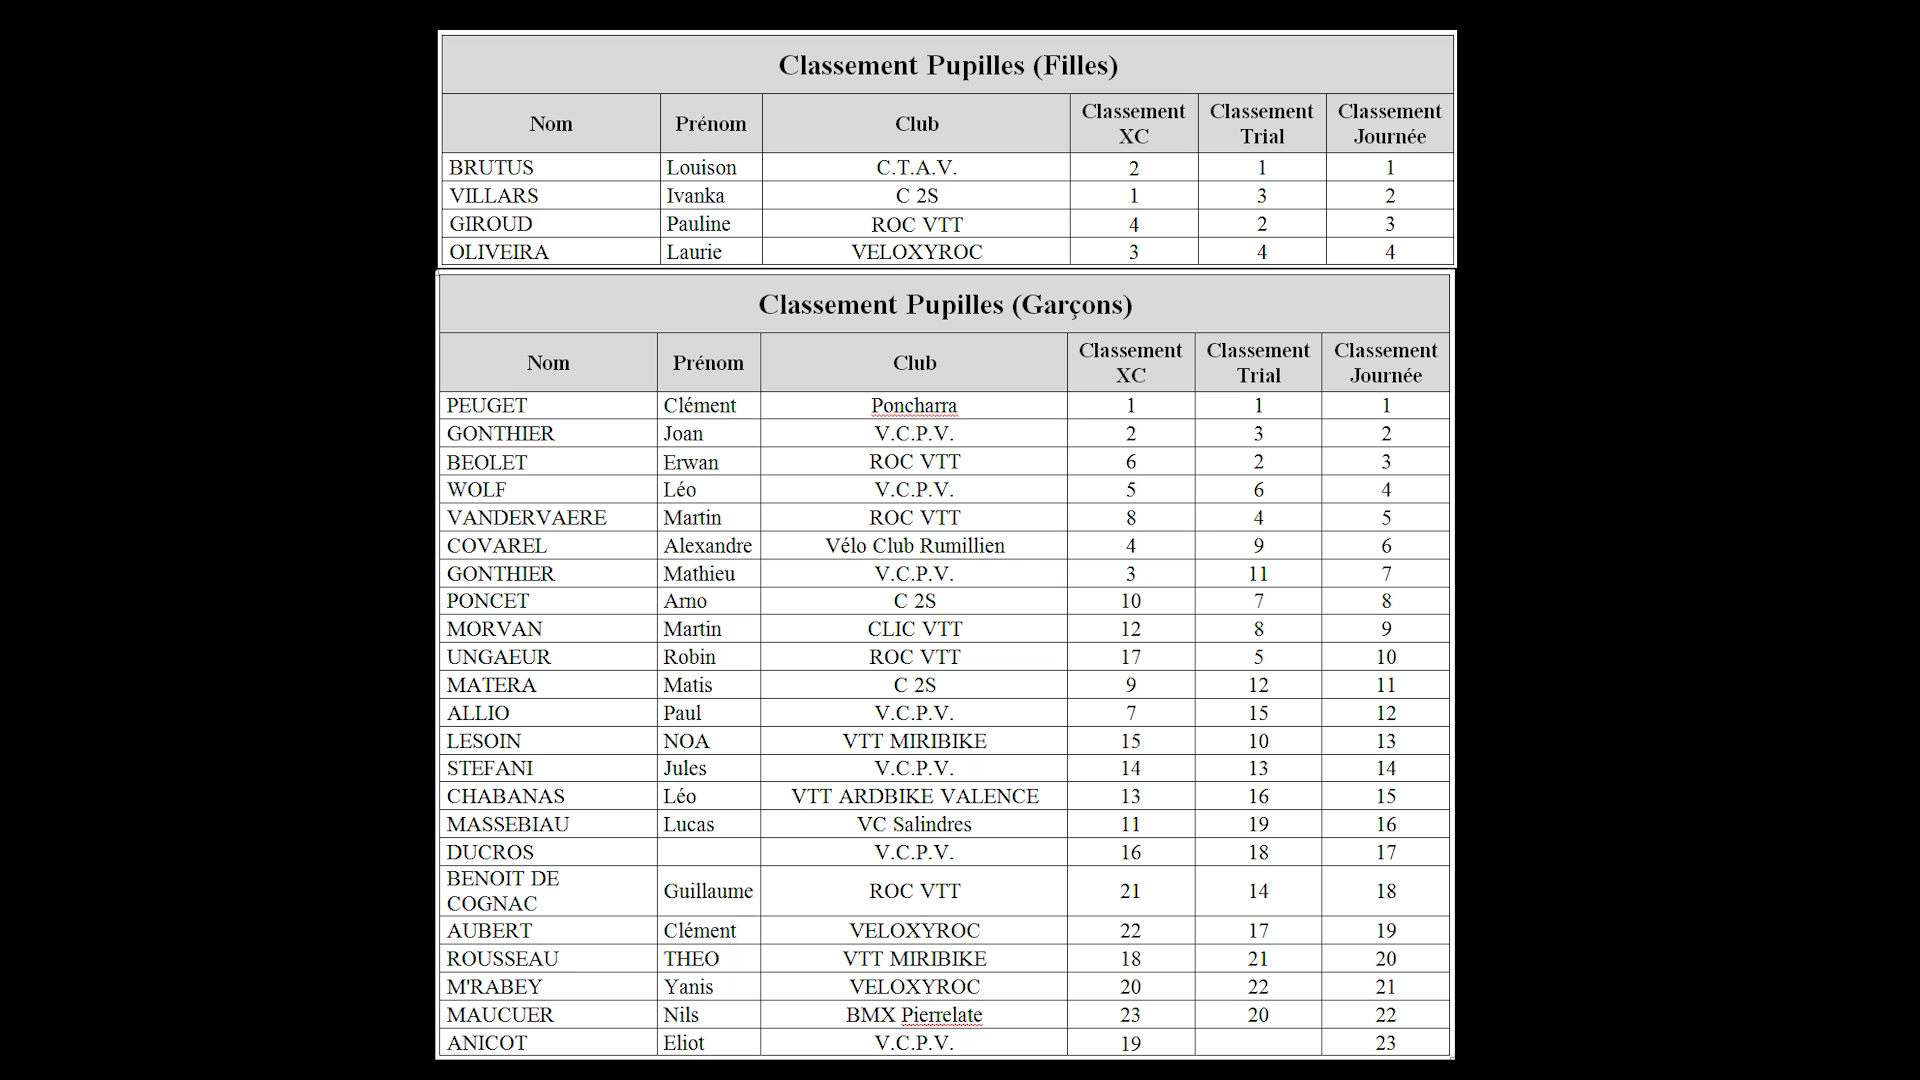 Classement Pupilles (Filles)
Nom Prénom Club Classement XC Classement Trial Classement Journée
BRUTUS Louison C.T.A.V. 2 1 1
VILLARS Ivanka C 2S 1 3 2
GIROUD Pauline ROC VTT 4 2 3
OLIVEIRA Laurie VELOXYROC 3 4 4
Classement Pupilles (Garçons)
Nom Prénom Club Classement XC Classement Trial Classement Journée
PEUGET Clément Poncharra 1 1 1
GONTHIER Joan V.C.P.V. 2 3 2
BEOLET Erwan ROC VTT 6 2 3
WOLF Léo V.C.P.V. 5 6 4
VANDERVAERE Martin ROC VTT 8 4 5
COVAREL Alexandre Vélo Club Rumillien 4 9 6
GONTHIER Mathieu V.C.P.V. 3 11 7
PONCET Arno C 2S 10 7 8
MORVAN Martin CLIC VTT 12 8 9
UNGAEUR Robin ROC VTT 17 5 10
MATERA Matis C 2S 9 12 11
ALLIO Paul V.C.P.V. 7 15 12
LESOIN NOA VTT MIRIBIKE 15 10 13
STEFANI Jules V.C.P.V. 14 13 14
CHABANAS Léo VTT ARDBIKE VALENCE 13 16 15
MASSEBIAU Lucas VC Salindres 11 19 16
DUCROS V.C.P.V. 16 18 17
BENOIT DE COGNAC Guillaume ROC VTT 21 14 18
AUBERT Clément VELOXYROC 22 17 19
ROUSSEAU THEO VTT MIRIBIKE 18 21 20
M'RABEY Yanis VELOXYROC 20 22 21
MAUCUER Nils BMX Pierrelate 23 20 22
ANICOT Eliot V.C.P.V. 19 23